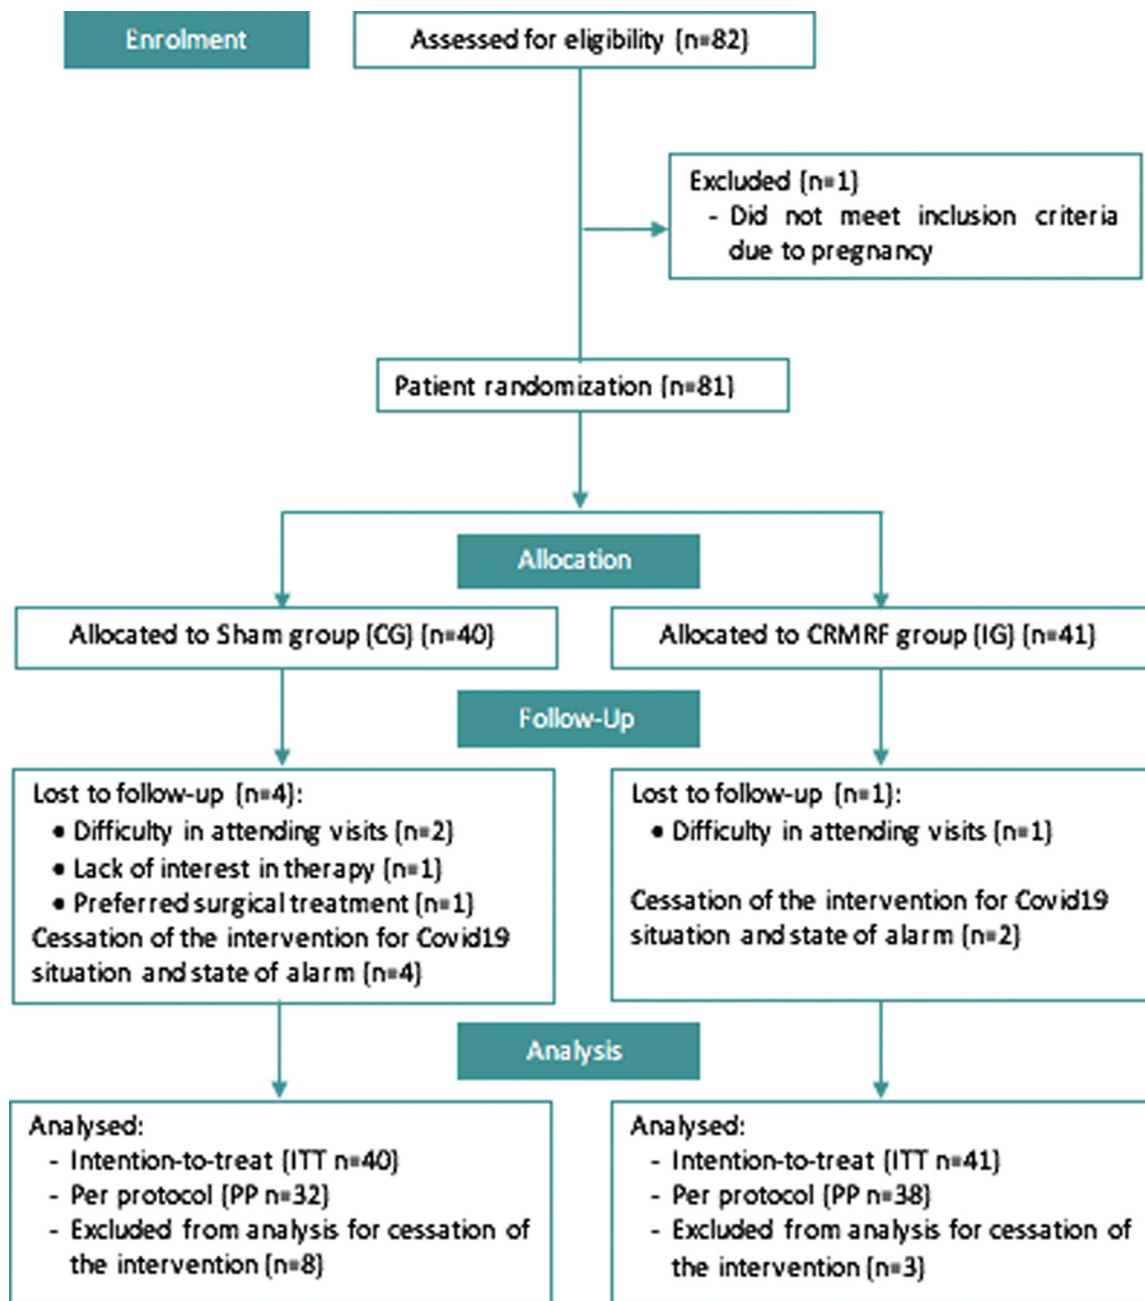 Enrolment
Assessed for eligibility (n=82)
Excluded (n=1)
- Did not meet inclusion criteria
due to pregnancy
Patient randomization (n=81)
Allocation
Allocated to Sham group (CG) (n=40)
Allocated to CRMRF group (IG) (n=41)
Follow-Up
Lost to follow-up (n=4):
• Difficulty in attending visits (n=2)
• Lack of interest in therapy (n=1)
• Preferred surgical treatment (n=1)
Cessation of the intervention for Covid19
situation and state of alarm (n=4)
Lost to follow-up (n=1):
• Difficulty in attending visits (n=1)
Cessation of the intervention for Covid19
situation and state of alarm (n=2)
Analysis
Analysed:
- Intention-to-treat (ITT n=40)
- Per protocol (PP n=32)
- Excluded from analysis for cessation of
the intervention (n=8)
Analysed:
- Intention-to-treat (ITT n=41)
- Per protocol (PP n=38)
- Excluded from analysis for cessation of
the intervention (n=3)